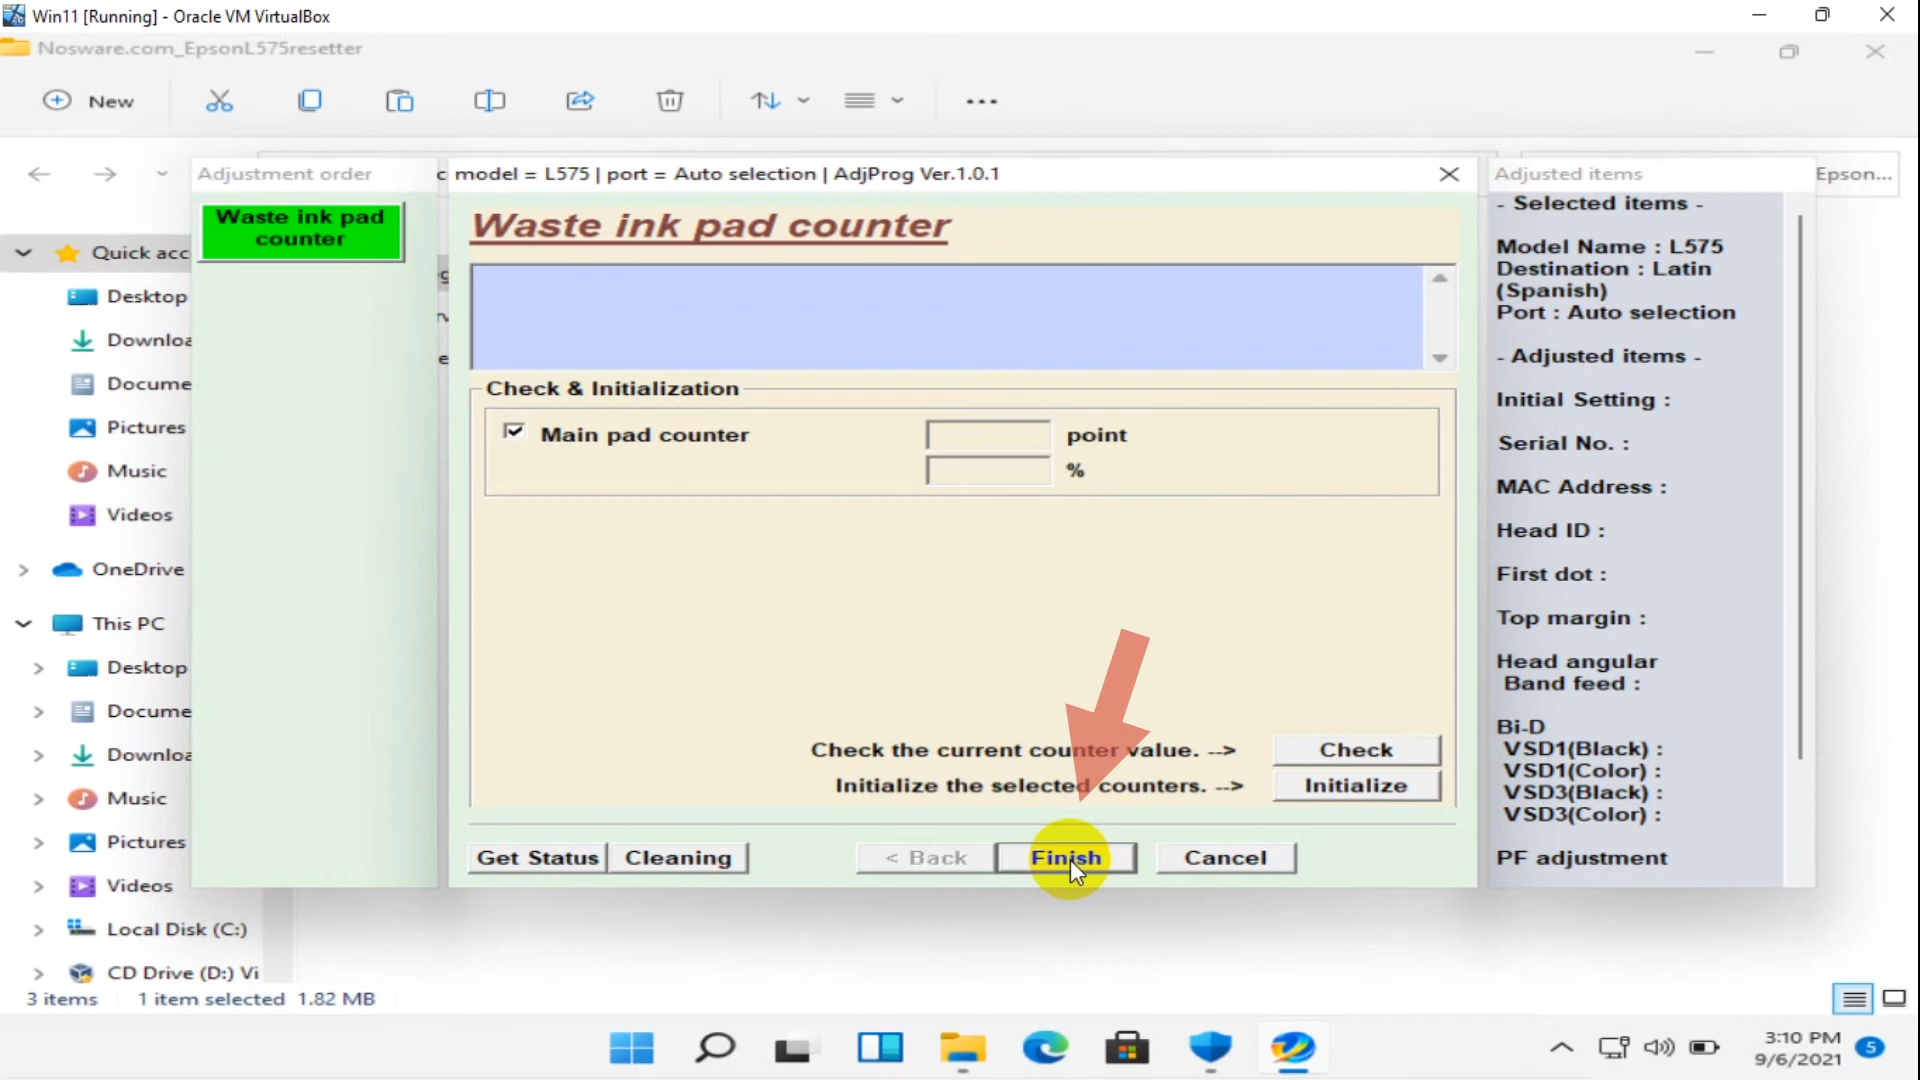 Win11 [Running] - Oracle VM VirtualBox
Nosware.com_EpsonL575resetter
New
Adjustment order
c model = L575 | port = Auto selection | AdjProg Ver.1.0.1
Adjusted items
Epson...
Waste ink pad
counter
Quick acc
Desktop
Downloa
Docume
Pictures
Music
Videos
OneDrive
This PC
Desktop
Docume
Downloa
Music
Pictures
Videos
Local Disk (C:)
CD Drive (D:) Vi
Waste ink pad counter
Check & Initialization
Main pad counter
point
%
Check the current counter value. -->
Check
Initialize the selected counters. -->
Initialize
Get Status
Cleaning
< Back
Finish
Cancel
- Selected items -
Model Name : L575
Destination : Latin
(Spanish)
Port : Auto selection
- Adjusted items -
Initial Setting :
Serial No. :
MAC Address :
Head ID :
First dot :
Top margin :
Head angular
Band feed :
Bi-D
VSD1(Black) :
VSD1(Color) :
VSD3(Black) :
VSD3(Color) :
PF adjustment
3 items
1 item selected 1.82 MB
3:10 PM
9/6/2021
5